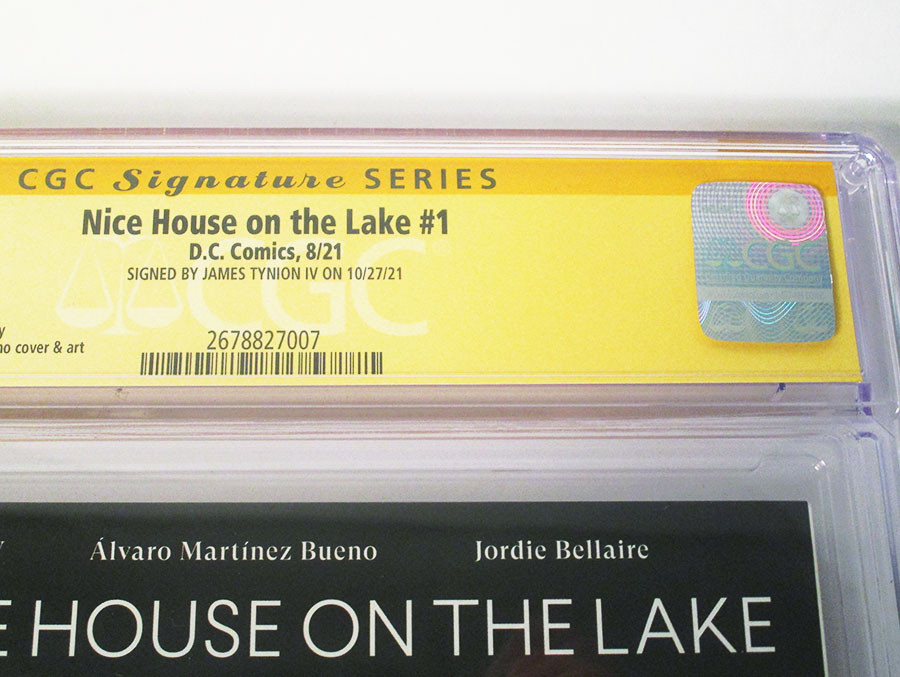 CGC Signature SERIES
Nice House on the Lake #1
D.C. Comics, 8/21
SIGNED BY JAMES TYNION IV ON 10/27/21
CGC
y
no cover & art
2678827007
CGC
y Álvaro Martínez Bueno Jordie Bellaire
E HOUSE ON THE LAKE